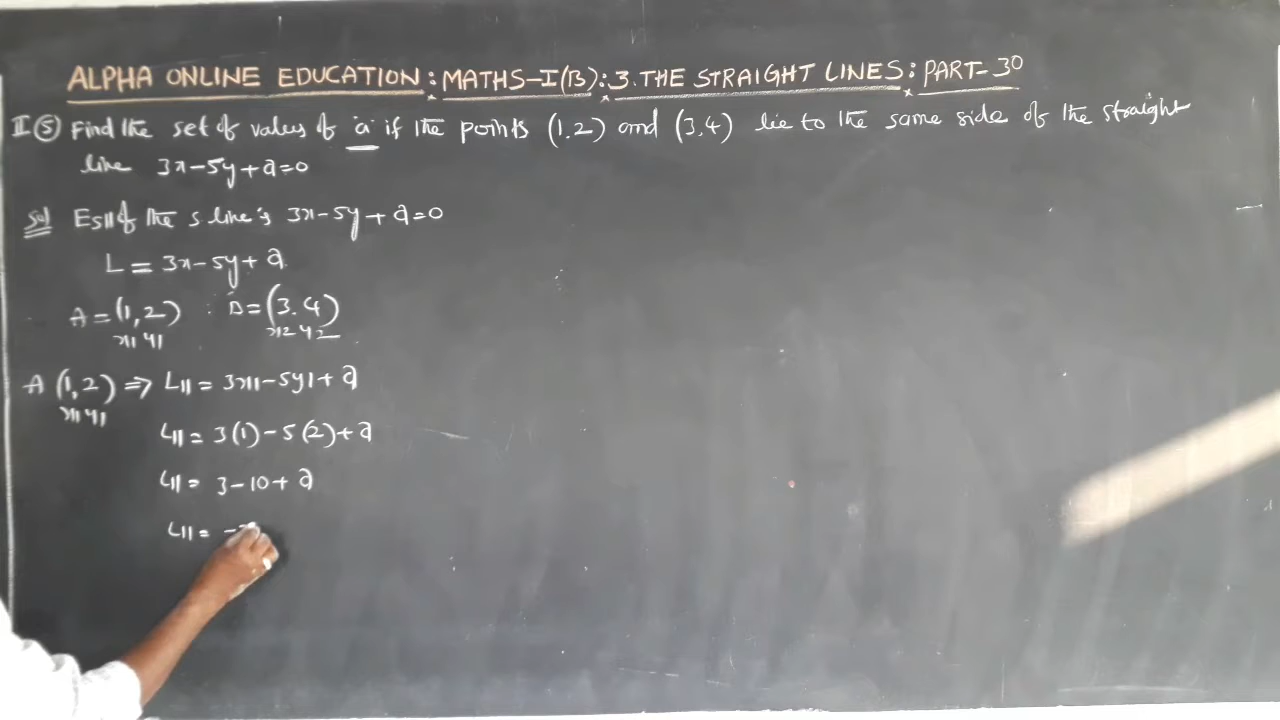 ALPHA ONLINE EDUCATION : MATHS-I(B) : 3. THE STRAIGHT LINES : PART-30
II (5) Find the set of values of 'a' if the points (1,2) and (3,4) lie to the same side of the straight
line 3x-5y+a=0
Sol of the s line is 3x-5y+a=0
L = 3x-5y+a
A=(1,2) : B=(3.4)
x1 y1 x2 y2
A (1,2) ⇒ L11 = 3x1-5y1+a
x1 y1
L11 = 3(1)-5(2)+a
L11 = 3-10+a
L11 = -